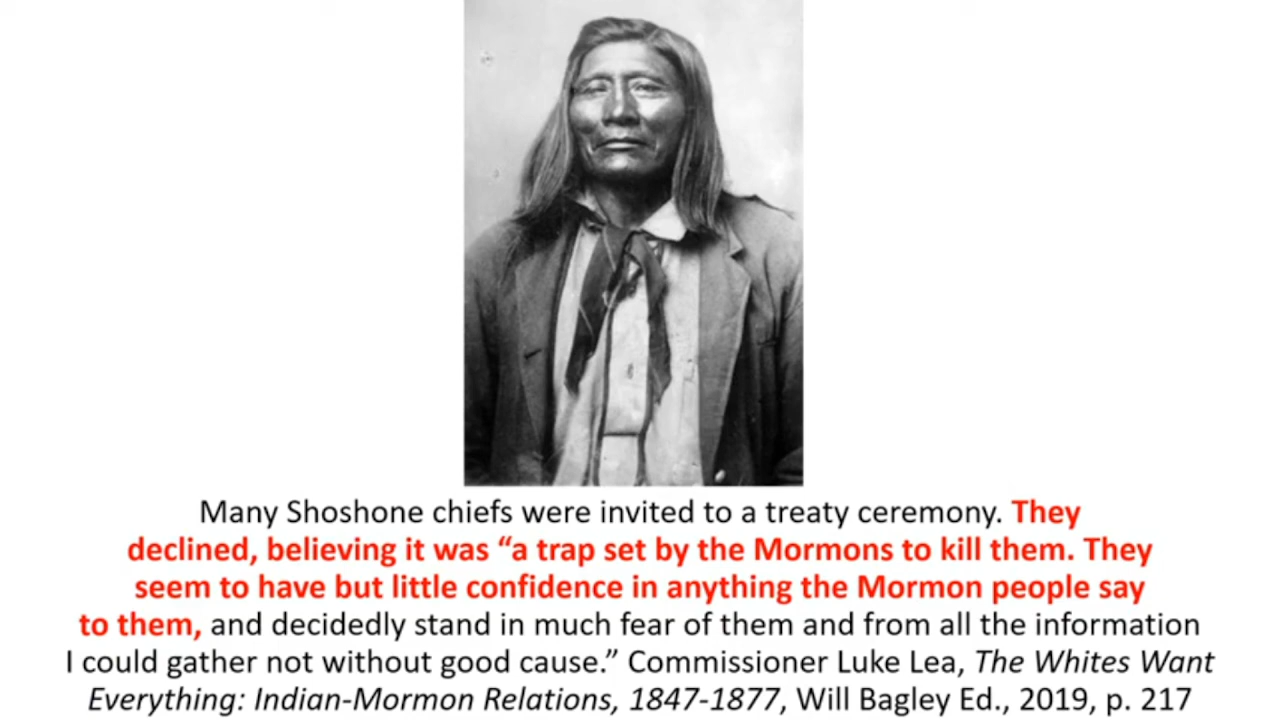 Many Shoshone chiefs were invited to a treaty ceremony. They
declined, believing it was “a trap set by the Mormons to kill them. They
seem to have but little confidence in anything the Mormon people say
to them, and decidedly stand in much fear of them and from all the information
I could gather not without good cause.” Commissioner Luke Lea, The Whites Want
Everything: Indian-Mormon Relations, 1847-1877, Will Bagley Ed., 2019, p. 217